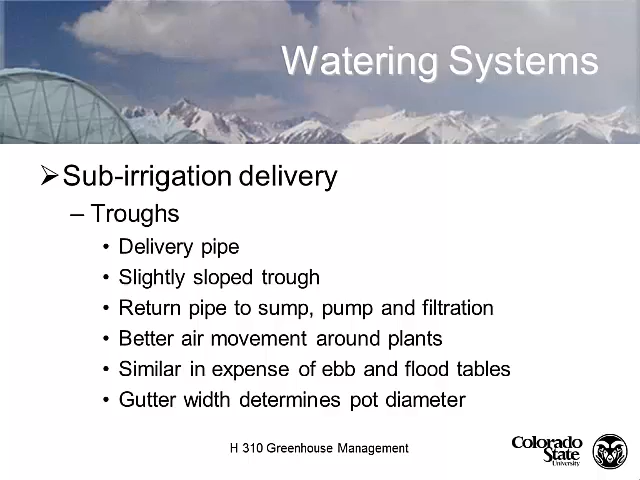 Watering Systems
➢Sub-irrigation delivery
– Troughs
• Delivery pipe
• Slightly sloped trough
• Return pipe to sump, pump and filtration
• Better air movement around plants
• Similar in expense of ebb and flood tables
• Gutter width determines pot diameter
H 310 Greenhouse Management
Colorado
State
University